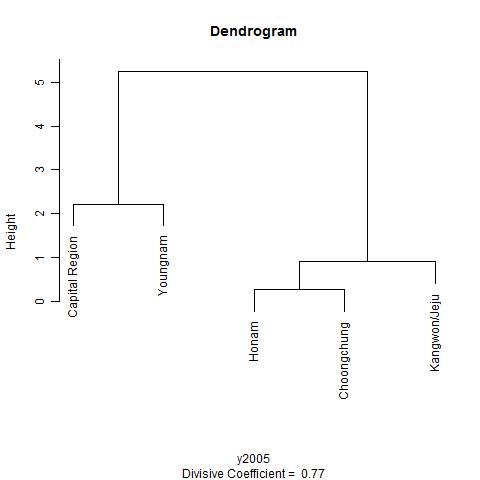 Dendrogram
5
4
3
2
1
0
Height
Capital Region
Youngnam
Honam
Choongchung
Kangwon/Jeju
y2005
Divisive Coefficient = 0.77